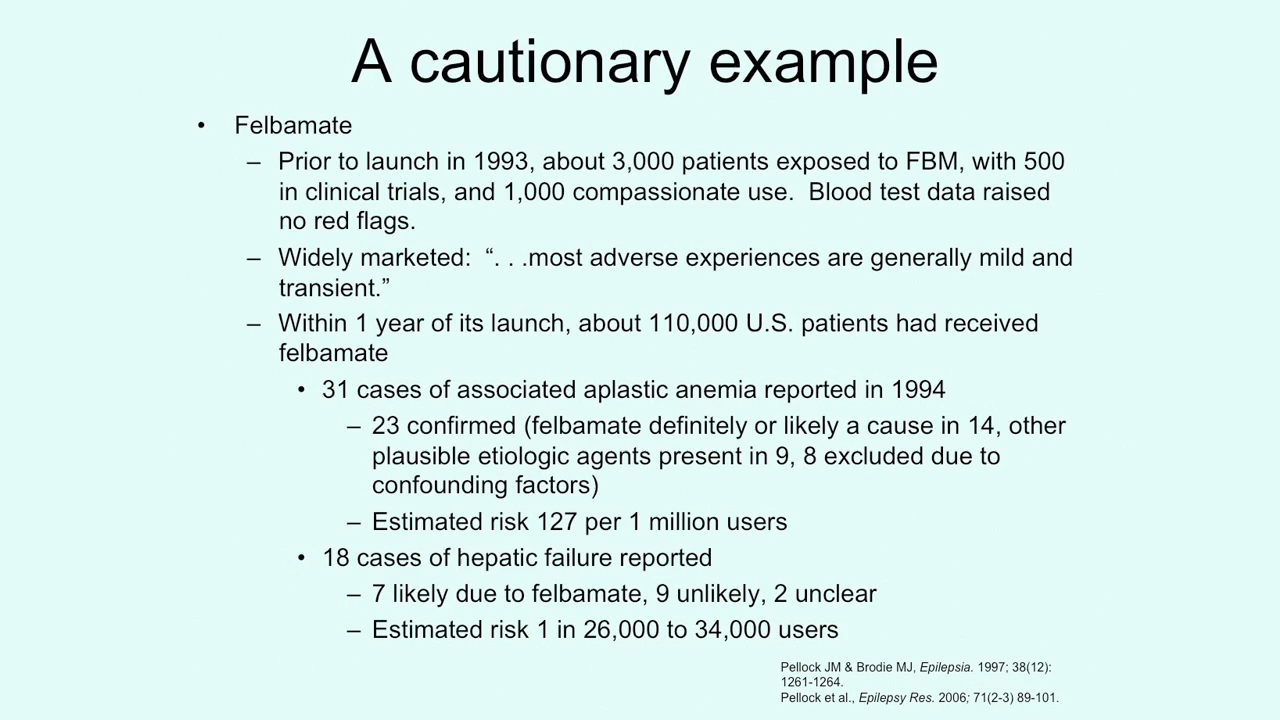 A cautionary example
• Felbamate
– Prior to launch in 1993, about 3,000 patients exposed to FBM, with 500
in clinical trials, and 1,000 compassionate use.  Blood test data raised
no red flags.
– Widely marketed:  “. . .most adverse experiences are generally mild and
transient.”
– Within 1 year of its launch, about 110,000 U.S. patients had received
felbamate
• 31 cases of associated aplastic anemia reported in 1994
– 23 confirmed (felbamate definitely or likely a cause in 14, other
plausible etiologic agents present in 9, 8 excluded due to
confounding factors)
– Estimated risk 127 per 1 million users
• 18 cases of hepatic failure reported
– 7 likely due to felbamate, 9 unlikely, 2 unclear
– Estimated risk 1 in 26,000 to 34,000 users
Pellock JM & Brodie MJ, Epilepsia. 1997; 38(12):
1261-1264.
Pellock et al., Epilepsy Res. 2006; 71(2-3) 89-101.